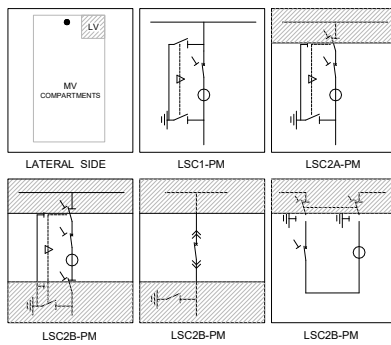 LV
MV
COMPARTMENTS
LATERAL SIDE
LSC1-PM
LSC2A-PM
LSC2B-PM
LSC2B-PM
LSC2B-PM